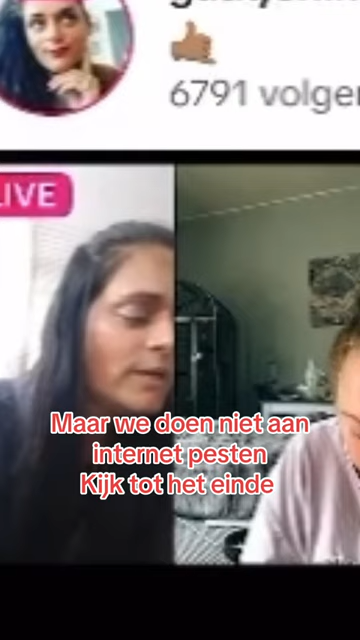 6791 volger
LIVE
Maar we doen niet aan
internet pesten
Kijk tot het einde